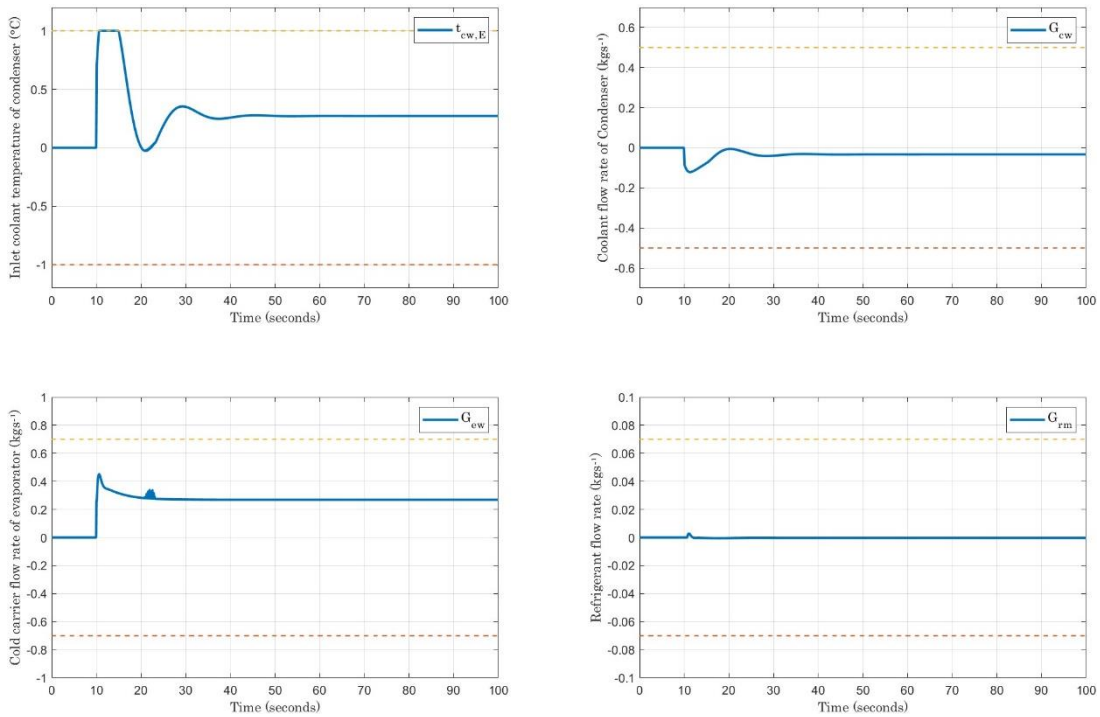 Inlet coolant temperature of condenser (°C)
1
0.5
0
-0.5
-1
t_cw,E
0 10 20 30 40 50 60 70 80 90 100
Time (seconds)
Coolant flow rate of Condenser (kgs⁻¹)
0.6
0.4
0.2
0
-0.2
-0.4
-0.6
G_cw
0 10 20 30 40 50 60 70 80 90 100
Time (seconds)
Cold carrier flow rate of evaporator (kgs⁻¹)
1
0.8
0.6
0.4
0.2
0
-0.2
-0.4
-0.6
-0.8
-1
G_ew
0 10 20 30 40 50 60 70 80 90 100
Time (seconds)
Refrigerant flow rate (kgs⁻¹)
0.1
0.08
0.06
0.04
0.02
0
-0.02
-0.04
-0.06
-0.08
-0.1
G_rm
0 10 20 30 40 50 60 70 80 90 100
Time (seconds)